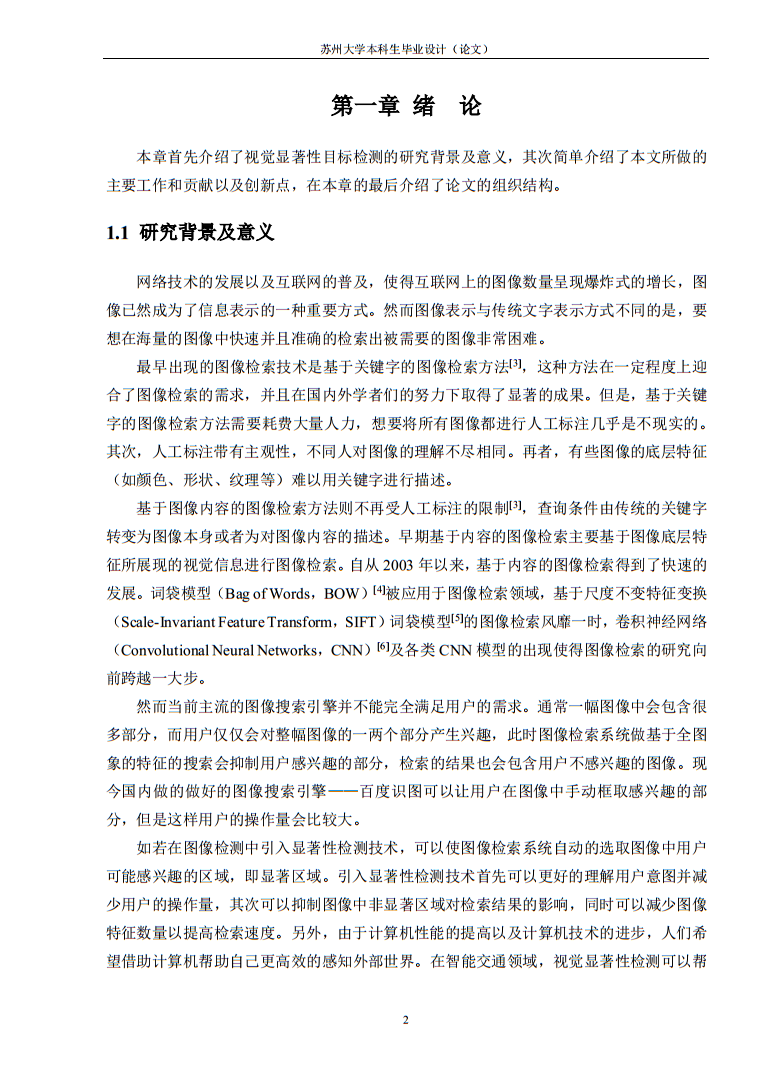 苏州大学本科生毕业设计（论文）
第一章 绪 论
本章首先介绍了视觉显著性目标检测的研究背景及意义，其次简单介绍了本文所做的
主要工作和贡献以及创新点，在本章的最后介绍了论文的组织结构。
1.1 研究背景及意义
网络技术的发展以及互联网的普及，使得互联网上的图像数量呈现爆炸式的增长，图
像已然成为了信息表示的一种重要方式。然而图像表示与传统文字表示方式不同的是，要
想在海量的图像中快速并且准确的检索出被需要的图像非常困难。
最早出现的图像检索技术是基于关键字的图像检索方法[3]，这种方法在一定程度上迎
合了图像检索的需求，并且在国内外学者们的努力下取得了显著的成果。但是，基于关键
字的图像检索方法需要耗费大量人力，想要将所有图像都进行人工标注几乎是不现实的。
其次，人工标注带有主观性，不同人对图像的理解不尽相同。再者，有些图像的底层特征
（如颜色、形状、纹理等）难以用关键字进行描述。
基于图像内容的图像检索方法则不再受人工标注的限制[3]，查询条件由传统的关键字
转变为图像本身或者为对图像内容的描述。早期基于内容的图像检索主要基于图像底层特
征所展现的视觉信息进行图像检索。自从 2003 年以来，基于内容的图像检索得到了快速的
发展。词袋模型（Bag of Words，BOW）[4]被应用于图像检索领域，基于尺度不变特征变换
（Scale-Invariant Feature Transform，SIFT）词袋模型[5]的图像检索风靡一时，卷积神经网络
（Convolutional Neural Networks，CNN）[6]及各类 CNN 模型的出现使得图像检索的研究向
前跨越一大步。
然而当前主流的图像搜索引擎并不能完全满足用户的需求。通常一幅图像中会包含很
多部分，而用户仅仅会对整幅图像的一两个部分产生兴趣，此时图像检索系统做基于全图
象的特征的搜索会抑制用户感兴趣的部分，检索的结果也会包含用户不感兴趣的图像。现
今国内做的做好的图像搜索引擎——百度识图可以让用户在图像中手动框取感兴趣的部
分，但是这样用户的操作量会比较大。
如若在图像检测中引入显著性检测技术，可以使图像检索系统自动的选取图像中用户
可能感兴趣的区域，即显著区域。引入显著性检测技术首先可以更好的理解用户意图并减
少用户的操作量，其次可以抑制图像中非显著区域对检索结果的影响，同时可以减少图像
特征数量以提高检索速度。另外，由于计算机性能的提高以及计算机技术的进步，人们希
望借助计算机帮助自己更高效的感知外部世界。在智能交通领域，视觉显著性检测可以帮
2